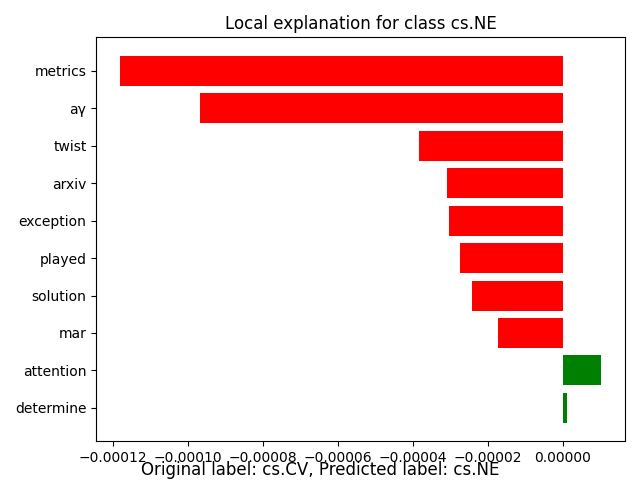 Local explanation for class cs.NE
metrics
aγ
twist
arxiv
exception
played
solution
mar
attention
determine
−0.00012 −0.00010 −0.00008 −0.00006 −0.00004 −0.00002 0.00000
Original label: cs.CV, Predicted label: cs.NE